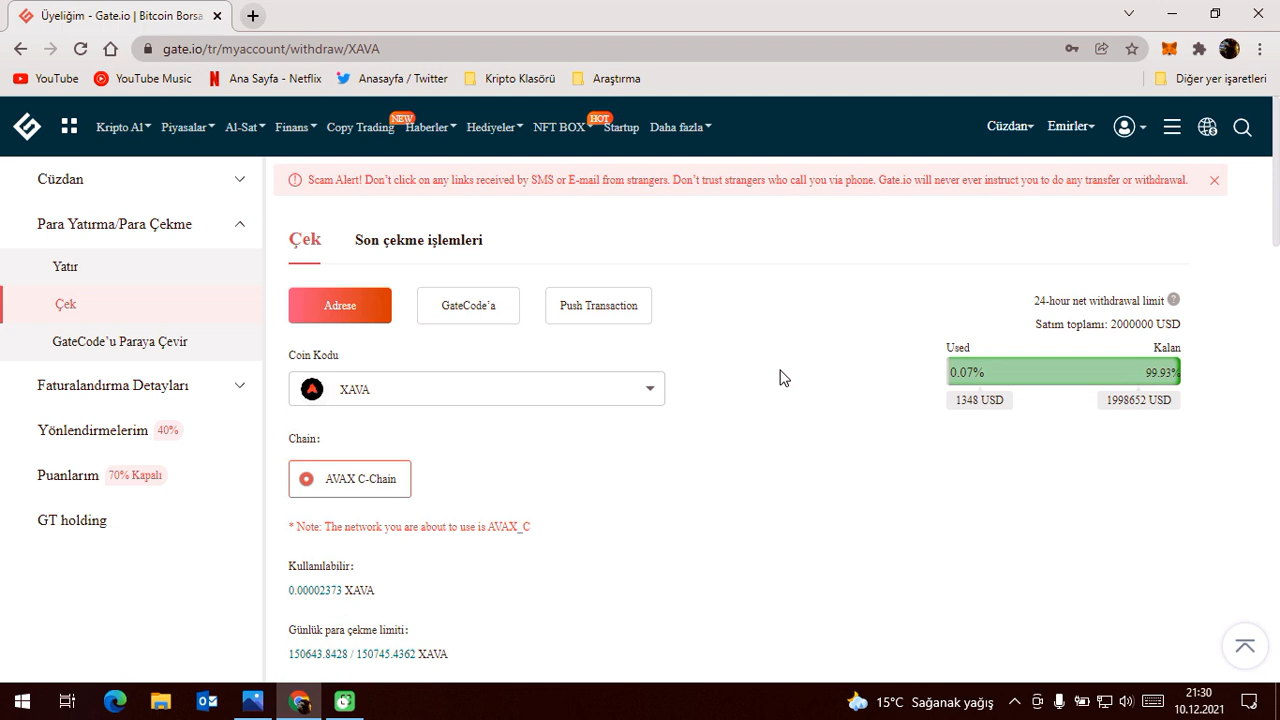 Üyeliğim - Gate.io | Bitcoin Borsa
gate.io/tr/myaccount/withdraw/XAVA
YouTube YouTube Music Ana Sayfa - Netflix Anasayfa / Twitter Kripto Klasörü Araştırma Diğer yer işaretleri
Kripto Al Piyasalar Al-Sat Finans Copy Trading NEW Haberler Hediyeler NFT BOX HOT Startup Daha fazla Cüzdan Emirler
Scam Alert! Don’t click on any links received by SMS or E-mail from strangers. Don’t trust strangers who call you via phone. Gate.io will never ever instruct you to do any transfer or withdrawal.
Cüzdan
Para Yatırma/Para Çekme
Yatır
Çek
GateCode’u Paraya Çevir
Faturalandırma Detayları
Yönlendirmelerim 40%
Puanlarım 70% Kapalı
GT holding
Çek Son çekme işlemleri
Adrese GateCode’a Push Transaction
24-hour net withdrawal limit ?
Satım toplamı: 2000000 USD
Used Kalan
0.07% 99.93%
1348 USD 1998652 USD
Coin Kodu
XAVA
Chain:
AVAX C-Chain
* Note: The network you are about to use is AVAX_C
Kullanılabilir:
0.00002373 XAVA
Günlük para çekme limiti:
150643.8428 / 150745.4362 XAVA
15°C Sağanak yağış
21:30
10.12.2021